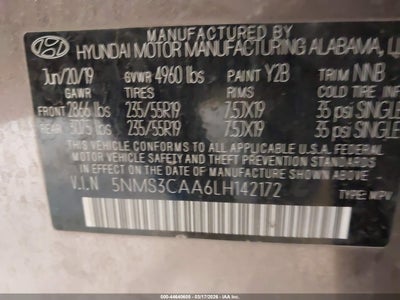 MANUFACTURED BY
HYUNDAI MOTOR MANUFACTURING ALABAMA,
Jun/20/19 GVWR 4960 lbs PAINT Y2B TRIM NNB
GAWR TIRES RIMS COLD TIRE
FRONT 2866 lbs 235/55R19 7.5JX19 35 psi SINGLE
REAR lbs 235/55R19 7.5JX19 35 psi SINGLE
THIS VEHICLE CONFORMS TO ALL APPLICABLE U.S.A. FEDERAL
MOTOR VEHICLE SAFETY AND THEFT PREVENTION STANDARDS
IN EFFECT ON THE DATE OF MANUFACTURE SHOWN ABOVE.
V.I.N 5NMS3CAA6LH142172 TYPE: MPV
500-44640655 - 03/17/2026 - IAA Inc.